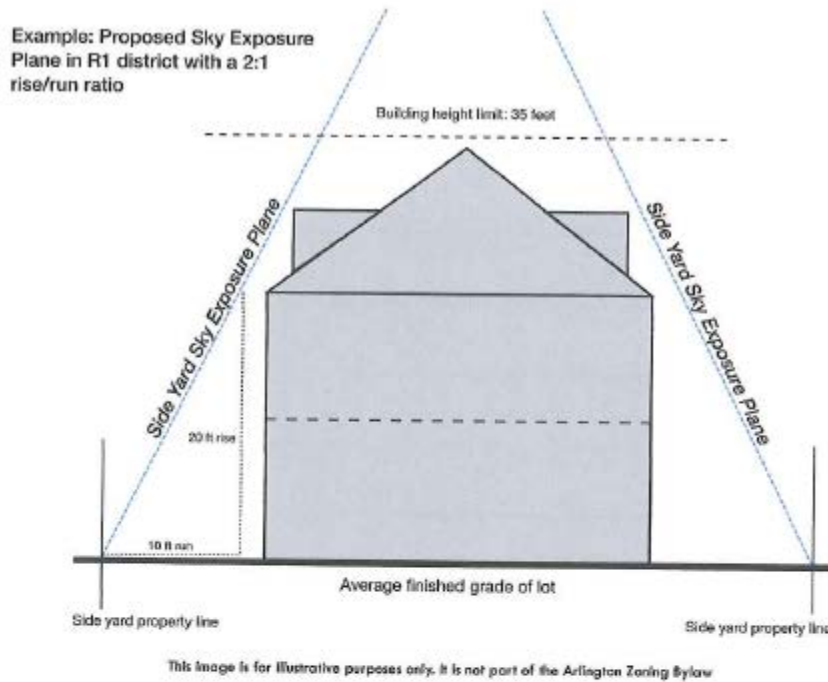 Example: Proposed Sky Exposure
Plane in R1 district with a 2:1
rise/run ratio
Building height limit: 35 feet
Side Yard Sky Exposure Plane
Side Yard Sky Exposure Plane
20 ft rise
10 ft run
Average finished grade of lot
Side yard property line
Side yard property line
This image is for illustrative purposes only. It is not part of the Arlington Zoning Bylaw